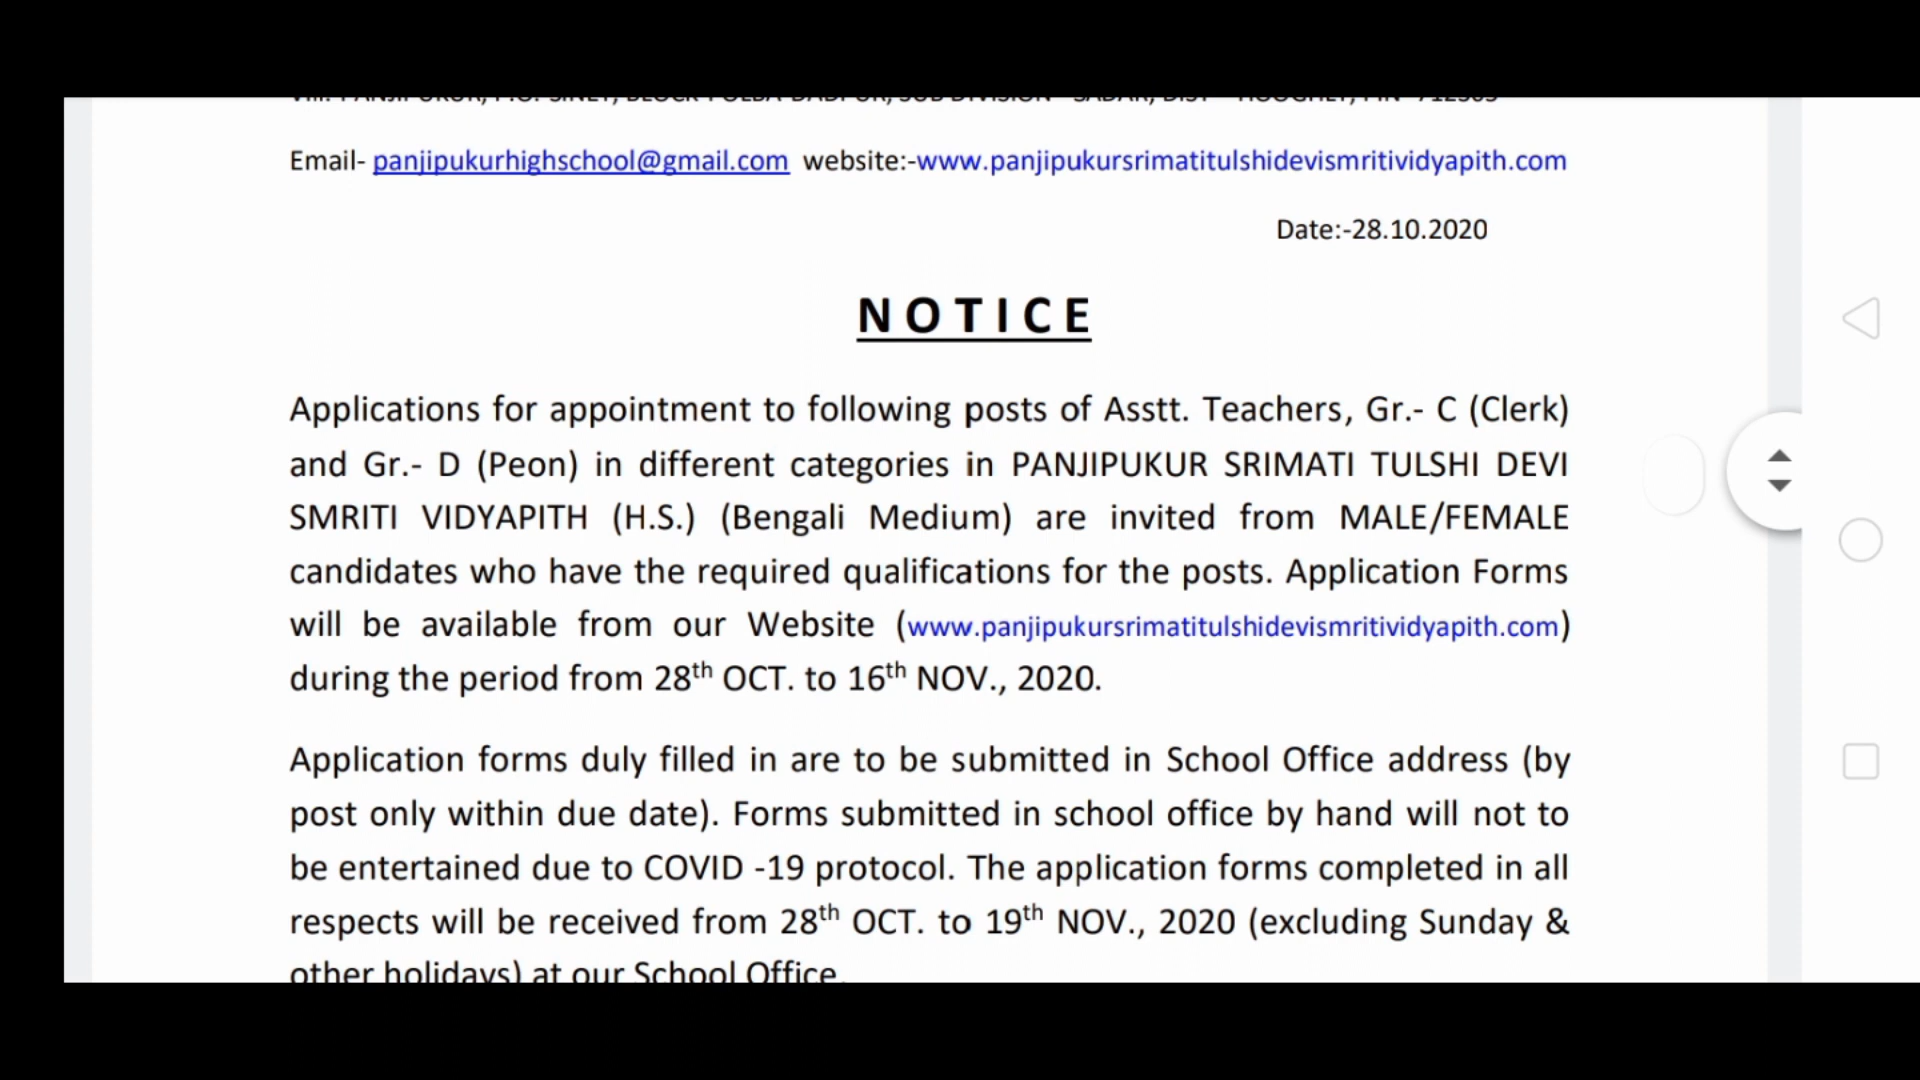 Email- panjipukurhighschool@gmail.com website:-www.panjipukursrimatitulshidevismritividyapith.com
Date:-28.10.2020
NOTICE
Applications for appointment to following posts of Asstt. Teachers, Gr.- C (Clerk)
and Gr.- D (Peon) in different categories in PANJIPUKUR SRIMATI TULSHI DEVI
SMRITI VIDYAPITH (H.S.) (Bengali Medium) are invited from MALE/FEMALE
candidates who have the required qualifications for the posts. Application Forms
will be available from our Website (www.panjipukursrimatitulshidevismritividyapith.com)
during the period from 28th OCT. to 16th NOV., 2020.
Application forms duly filled in are to be submitted in School Office address (by
post only within due date). Forms submitted in school office by hand will not to
be entertained due to COVID -19 protocol. The application forms completed in all
respects will be received from 28th OCT. to 19th NOV., 2020 (excluding Sunday &
other holidays) at our School Office.